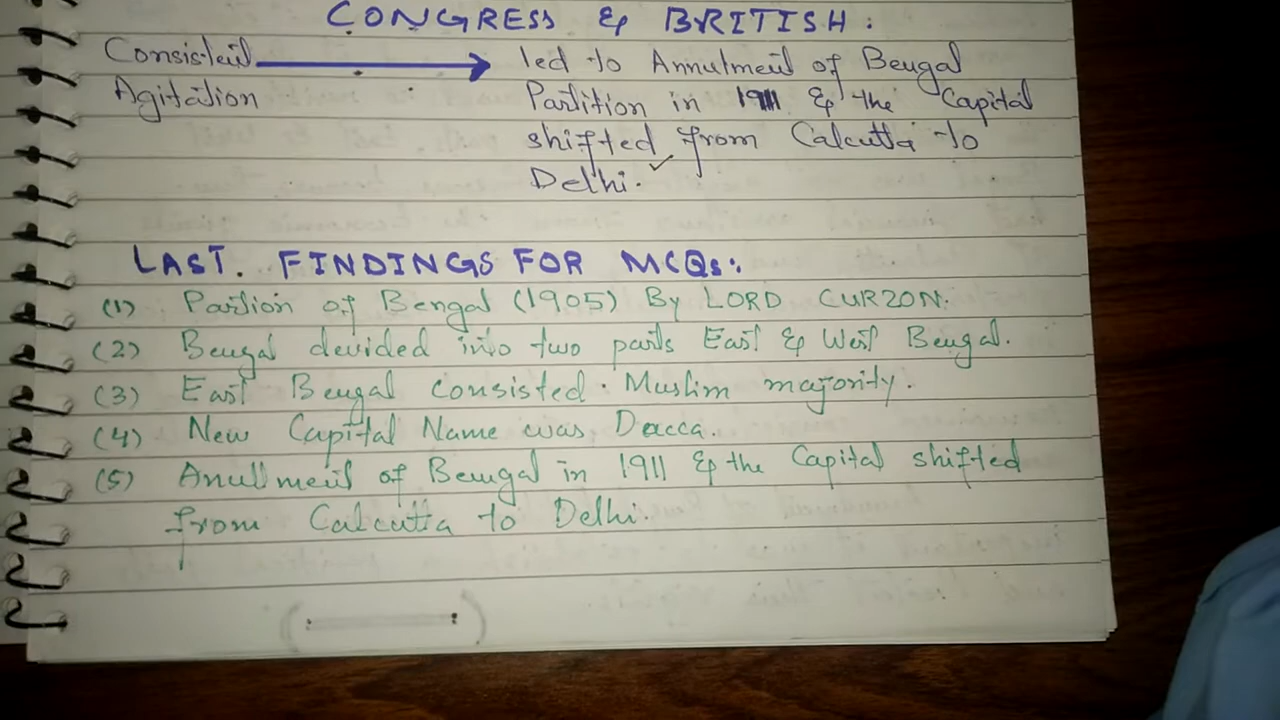 CONGRESS & BRITISH:
Consistent led to Annulment of Bengal
Agitation Partition in 1911 & the Capital
shifted from Calcutta to
Delhi.
LAST. FINDINGS FOR MCQs:
(1) Partion of Bengal (1905) By LORD CURZON.
(2) Bengal devided into two parts East & West Bengal.
(3) East Bengal consisted. Muslim majority.
(4) New Capital Name was Dacca.
(5) Anullment of Bengal in 1911 & the Capital shifted
from Calcutta to Delhi.